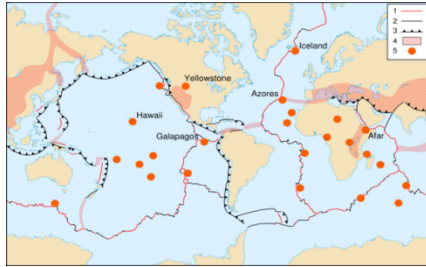 1
2
3
4
5
Iceland
Yellowstone
Azores
Hawaii
Galapagos
Afar